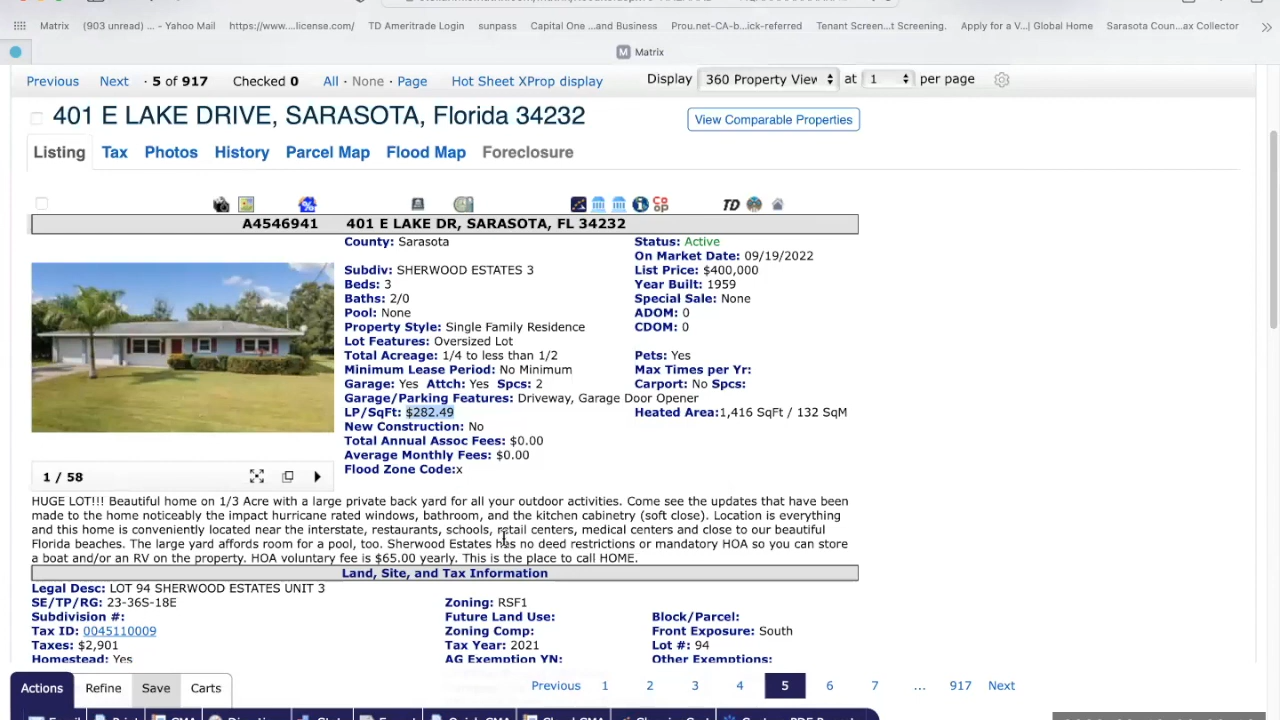 Matrix (903 unread) ... - Yahoo Mail https://www....license.com/ TD Ameritrade Login sunpass Capital One ...and Business Prou.net-CA-b...ick-referred Tenant Screen...t Screening. Apply for a V...| Global Home Sarasota Coun...ax Collector
Matrix
Previous Next · 5 of 917 Checked 0 All · None · Page Hot Sheet XProp display Display 360 Property View at 1 per page
401 E LAKE DRIVE, SARASOTA, Florida 34232
View Comparable Properties
Listing Tax Photos History Parcel Map Flood Map Foreclosure
Co op TD
A4546941 401 E LAKE DR, SARASOTA, FL 34232
County: Sarasota Status: Active
On Market Date: 09/19/2022
Subdiv: SHERWOOD ESTATES 3 List Price: $400,000
Beds: 3 Year Built: 1959
Baths: 2/0 Special Sale: None
Pool: None ADOM: 0
Property Style: Single Family Residence CDOM: 0
Lot Features: Oversized Lot
Total Acreage: 1/4 to less than 1/2 Pets: Yes
Minimum Lease Period: No Minimum Max Times per Yr:
Garage: Yes Attch: Yes Spcs: 2 Carport: No Spcs:
Garage/Parking Features: Driveway, Garage Door Opener
LP/SqFt: $282.49 Heated Area:1,416 SqFt / 132 SqM
New Construction: No
Total Annual Assoc Fees: $0.00
Average Monthly Fees: $0.00
Flood Zone Code:x
1 / 58
HUGE LOT!!! Beautiful home on 1/3 Acre with a large private back yard for all your outdoor activities. Come see the updates that have been
made to the home noticeably the impact hurricane rated windows, bathroom, and the kitchen cabinetry (soft close). Location is everything
and this home is conveniently located near the interstate, restaurants, schools, retail centers, medical centers and close to our beautiful
Florida beaches. The large yard affords room for a pool, too. Sherwood Estates has no deed restrictions or mandatory HOA so you can store
a boat and/or an RV on the property. HOA voluntary fee is $65.00 yearly. This is the place to call HOME.
Land, Site, and Tax Information
Legal Desc: LOT 94 SHERWOOD ESTATES UNIT 3
SE/TP/RG: 23-36S-18E Zoning: RSF1
Subdivision #: Future Land Use: Block/Parcel:
Tax ID: 0045110009 Zoning Comp: Front Exposure: South
Taxes: $2,901 Tax Year: 2021 Lot #: 94
Homestead: Yes AG Exemption YN: Other Exemptions:
Actions Refine Save Carts Previous 1 2 3 4 5 6 7 ... 917 Next